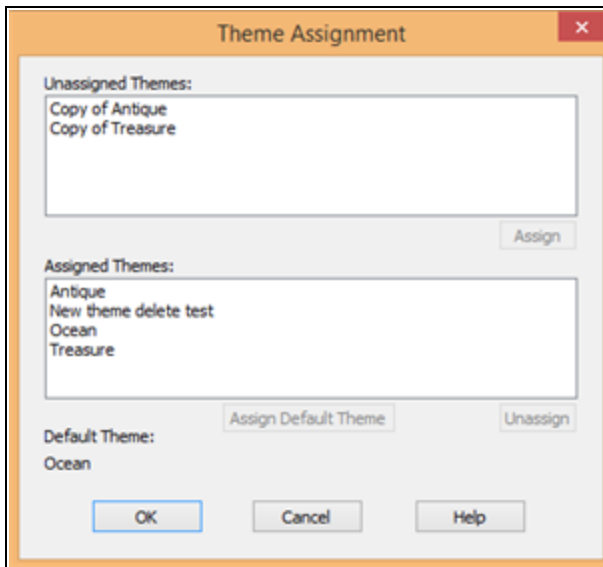 Theme Assignment
Unassigned Themes:
Copy of Antique
Copy of Treasure
Assign
Assigned Themes:
Antique
New theme delete test
Ocean
Treasure
Assign Default Theme
Unassign
Default Theme:
Ocean
OK
Cancel
Help